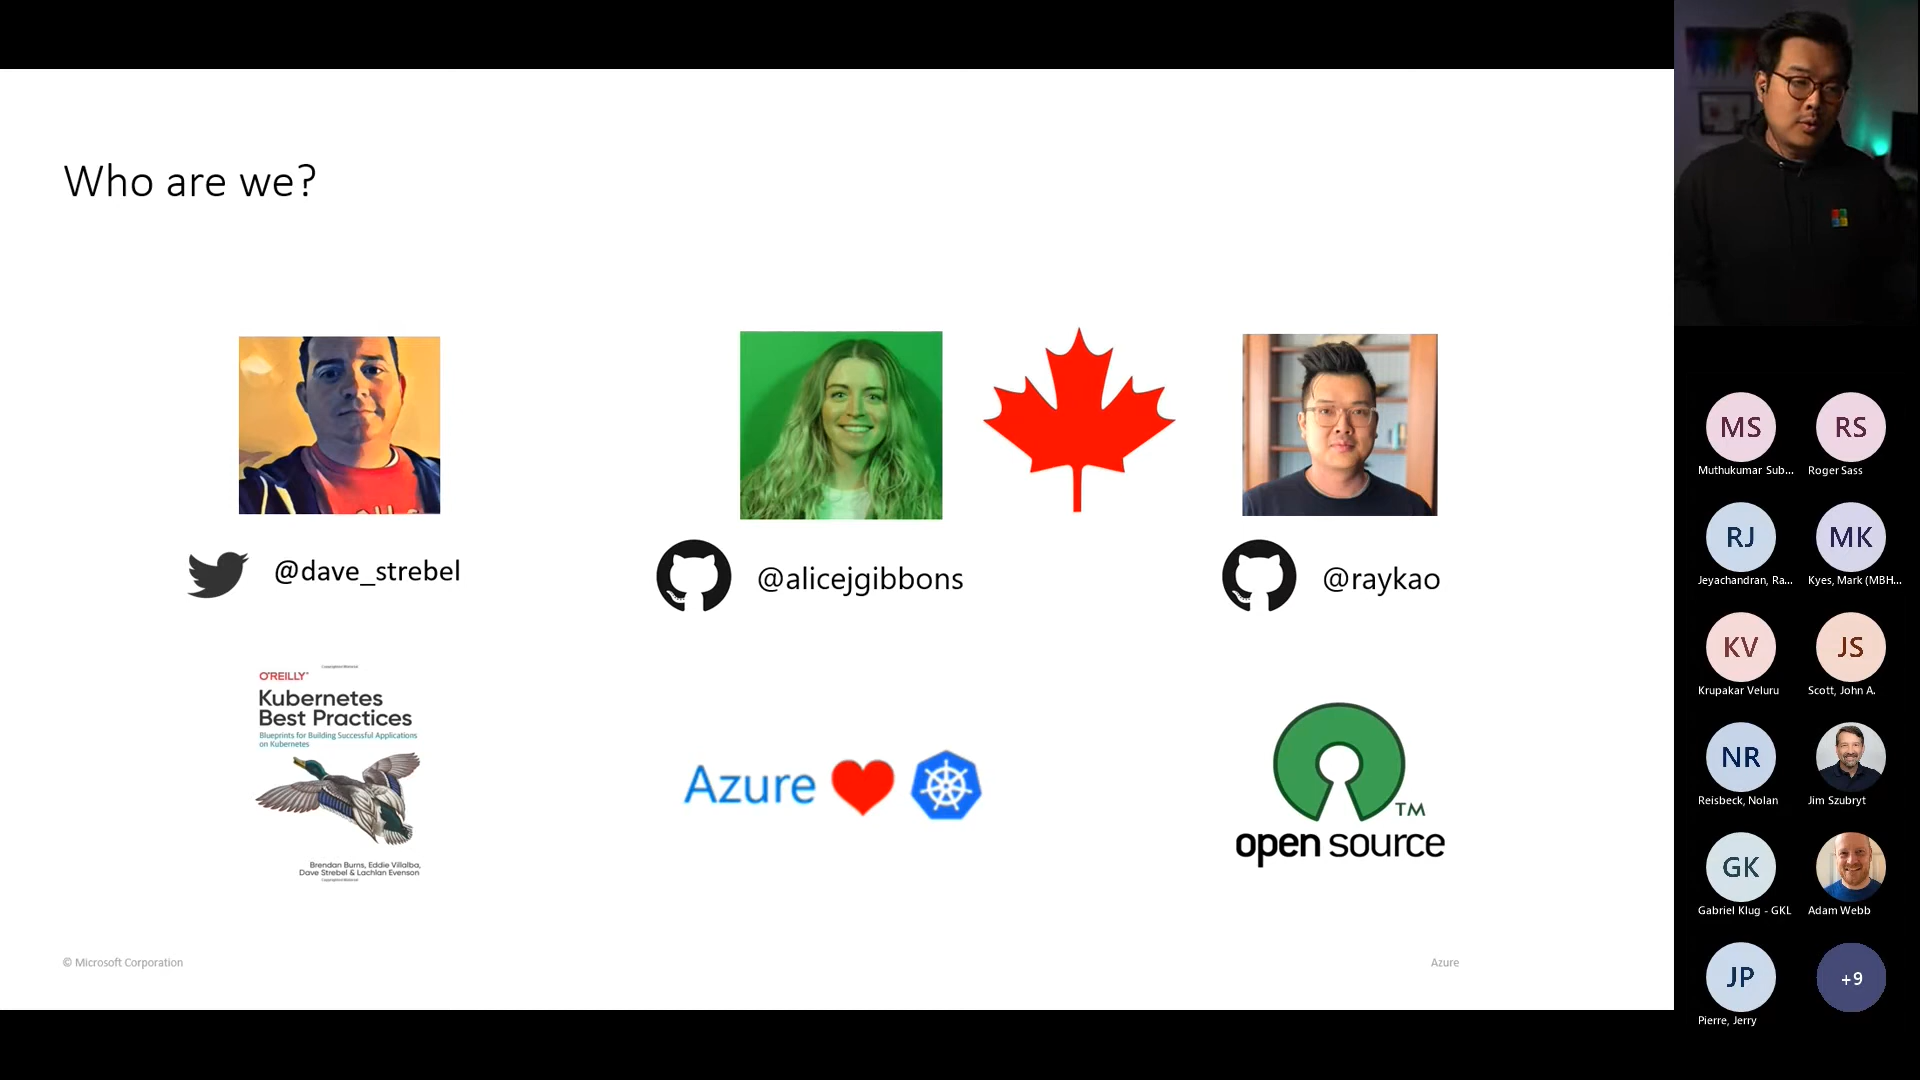 Who are we?
@dave_strebel
@alicejgibbons
@raykao
O'REILLY®
Kubernetes
Best Practices
Blueprints for Building Successful Applications
on Kubernetes
Brendan Burns, Eddie Villalba,
Dave Strebel & Lachlan Evenson
Azure
TM
open source
© Microsoft Corporation
Azure
MS
RS
Muthukumar Sub...
Roger Sass
RJ
MK
Jeyachandran, Ra...
Kyes, Mark (MBH...
KV
JS
Krupakar Veluru
Scott, John A.
NR
Reisbeck, Nolan
Jim Szubryt
GK
Gabriel Klug - GKL
Adam Webb
JP
+9
Pierre, Jerry